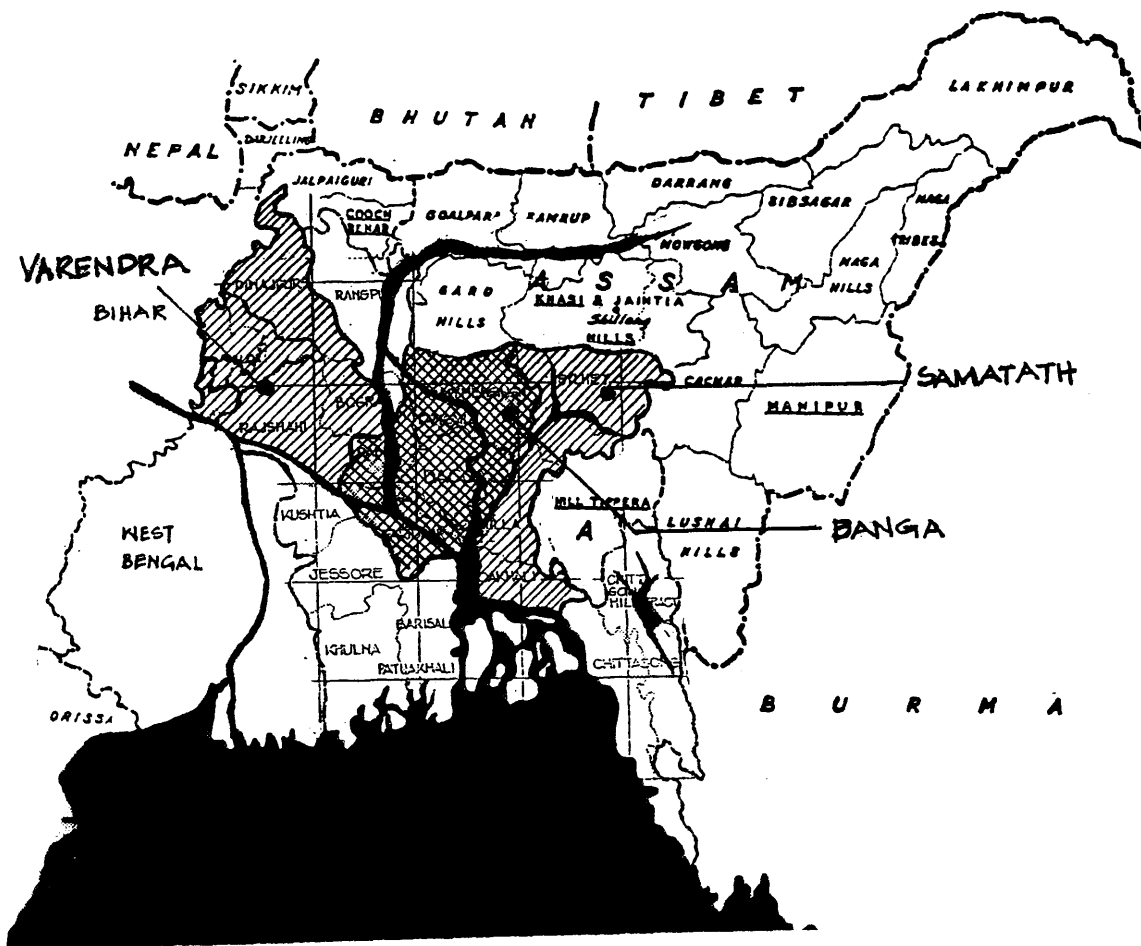 SIKKIM
BHUTAN
TIBET
LAKHIMPUR
NEPAL
DARJEELING
JALPAIGURI
DARRANG
COOCH
BEHAR
GOALPARA
KAMRUP
SIBSAGAR
NAGA
TRIBES
NOWGONG
VARENDRA
BIHAR
DINAJPUR
RANGPUR
GARO
HILLS
ASSAM
KHASI & JAINTIA
Shillong
HILLS
NAGA
HILLS
SYLHET
CACHAR
SAMATATH
MANIPUR
BOGRA
RAJSHAHI
HILL TIPPERA
A
LUSHAI
HILLS
BANGA
KUSHTIA
WEST
BENGAL
JESSORE
KHULNA
BARISAL
PATUAKHALI
CHITTAGONG
ORISSA
BURMA